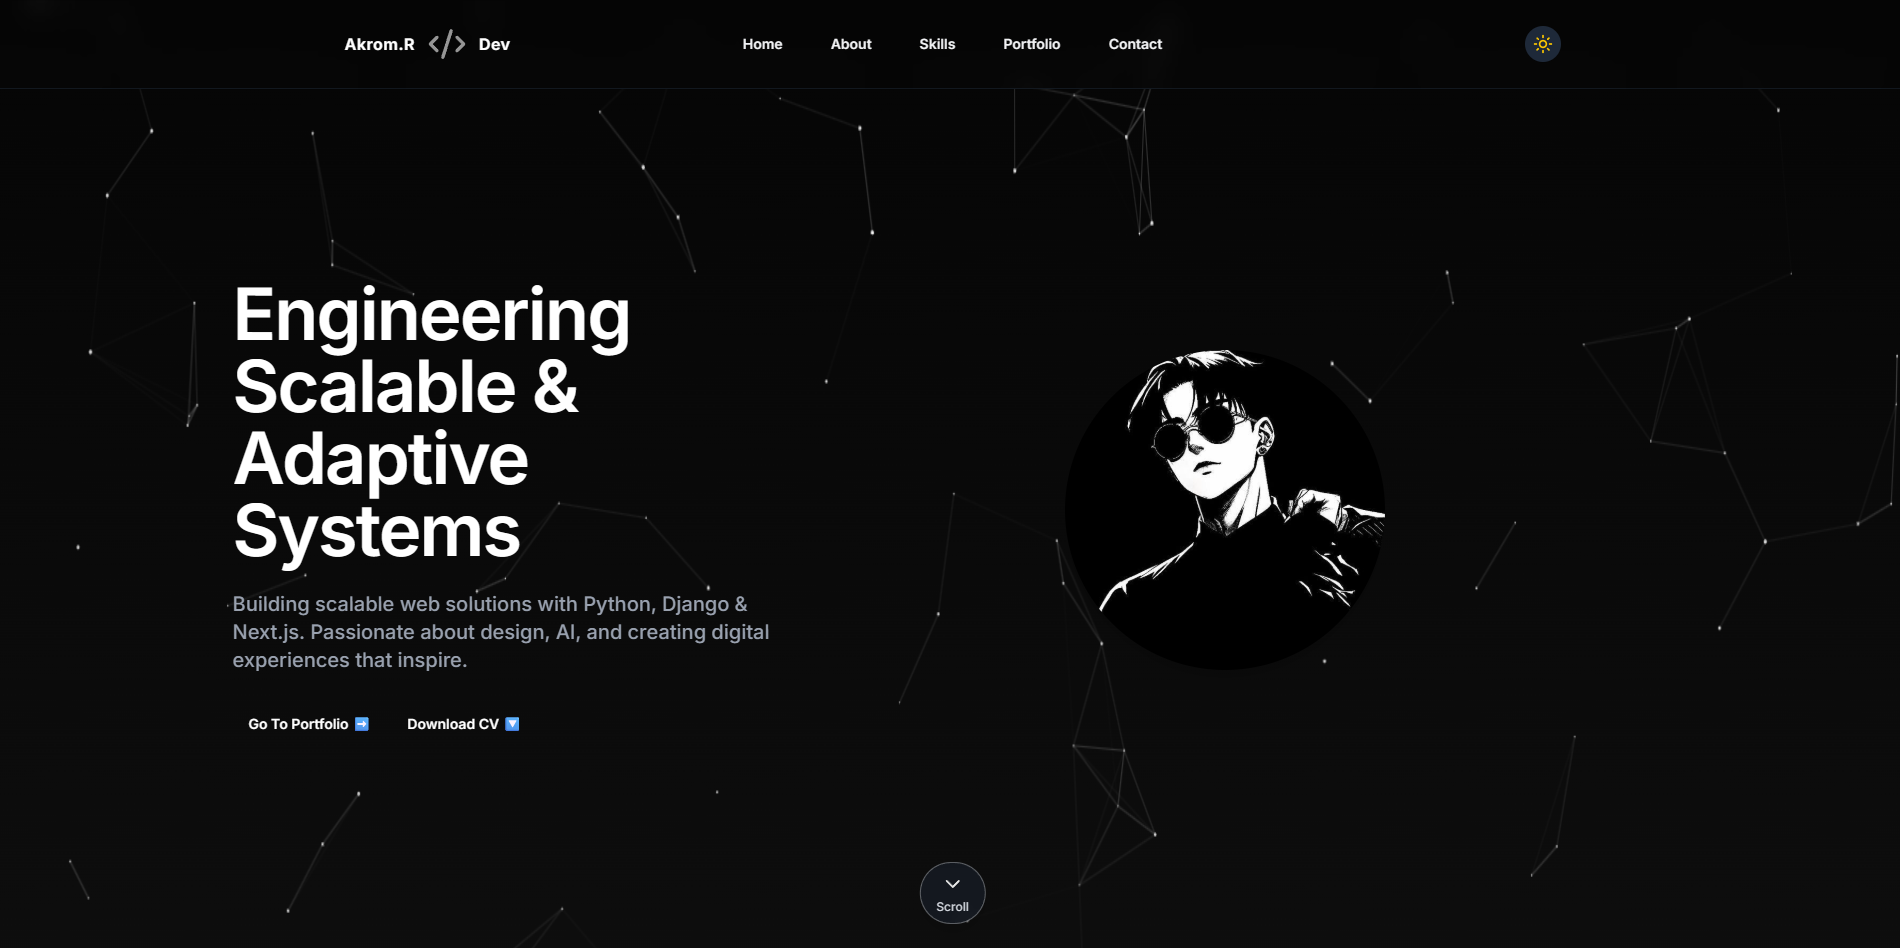 Akrom.R </> Dev
Home About Skills Portfolio Contact
Engineering
Scalable &
Adaptive
Systems
Building scalable web solutions with Python, Django &
Next.js. Passionate about design, AI, and creating digital
experiences that inspire.
Go To Portfolio ➡️ Download CV 🔽
Scroll